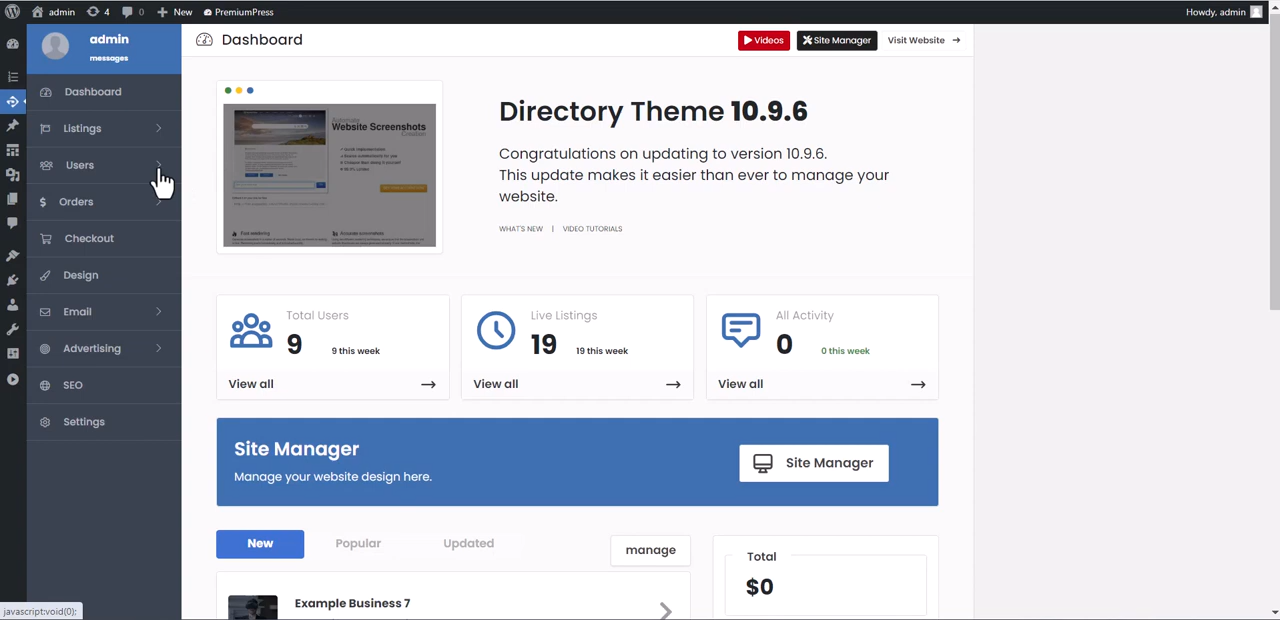 admin 4 0 New PremiumPress Howdy, admin
admin
messages
Dashboard
Listings
Users
Orders
Checkout
Design
Email
Advertising
SEO
Settings
javascript:void(0);
Dashboard Videos Site Manager Visit Website →
Website Screenshots
Directory Theme 10.9.6
Congratulations on updating to version 10.9.6.
This update makes it easier than ever to manage your
website.
WHAT'S NEW | VIDEO TUTORIALS
Total Users
9 9 this week
View all →
Live Listings
19 19 this week
View all →
All Activity
0 0 this week
View all →
Site Manager
Manage your website design here.
Site Manager
New Popular Updated manage
Example Business 7
Total
$0